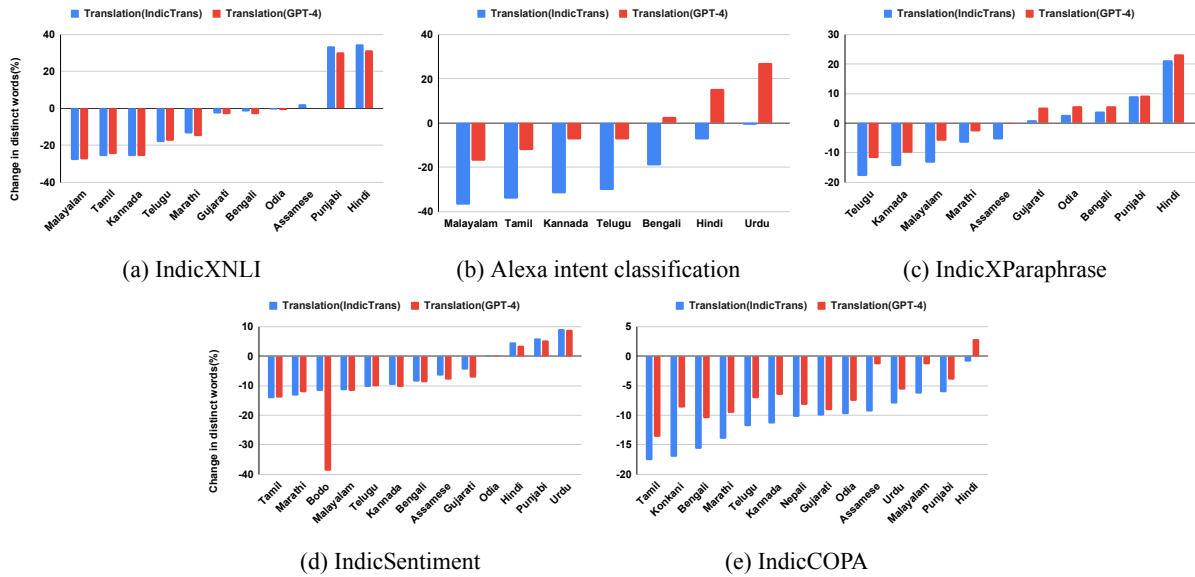 Translation(IndicTrans) Translation(GPT-4)
Change in distinct words(%)
40
20
0
-20
-40
Malayalam Tamil Kannada Telugu Marathi Gujarati Bengali Odia Assamese Punjabi Hindi
(a) IndicXNLI
Translation(IndicTrans) Translation(GPT-4)
40
20
0
-20
-40
Malayalam Tamil Kannada Telugu Bengali Hindi Urdu
(b) Alexa intent classification
Translation(IndicTrans) Translation(GPT-4)
30
20
10
0
-10
-20
Telugu Kannada Malayalam Marathi Assamese Gujarati Odia Bengali Punjabi Hindi
(c) IndicXParaphrase
Translation(IndicTrans) Translation(GPT-4)
Change in distinct words(%)
10
0
-10
-20
-30
-40
Tamil Marathi Bodo Malayalam Telugu Kannada Bengali Assamese Gujarati Odia Hindi Punjabi Urdu
(d) IndicSentiment
Translation(IndicTrans) Translation(GPT-4)
5
0
-5
-10
-15
-20
Tamil Konkani Bengali Marathi Telugu Kannada Nepali Gujarati Odia Assamese Urdu Malayalam Punjabi Hindi
(e) IndicCOPA